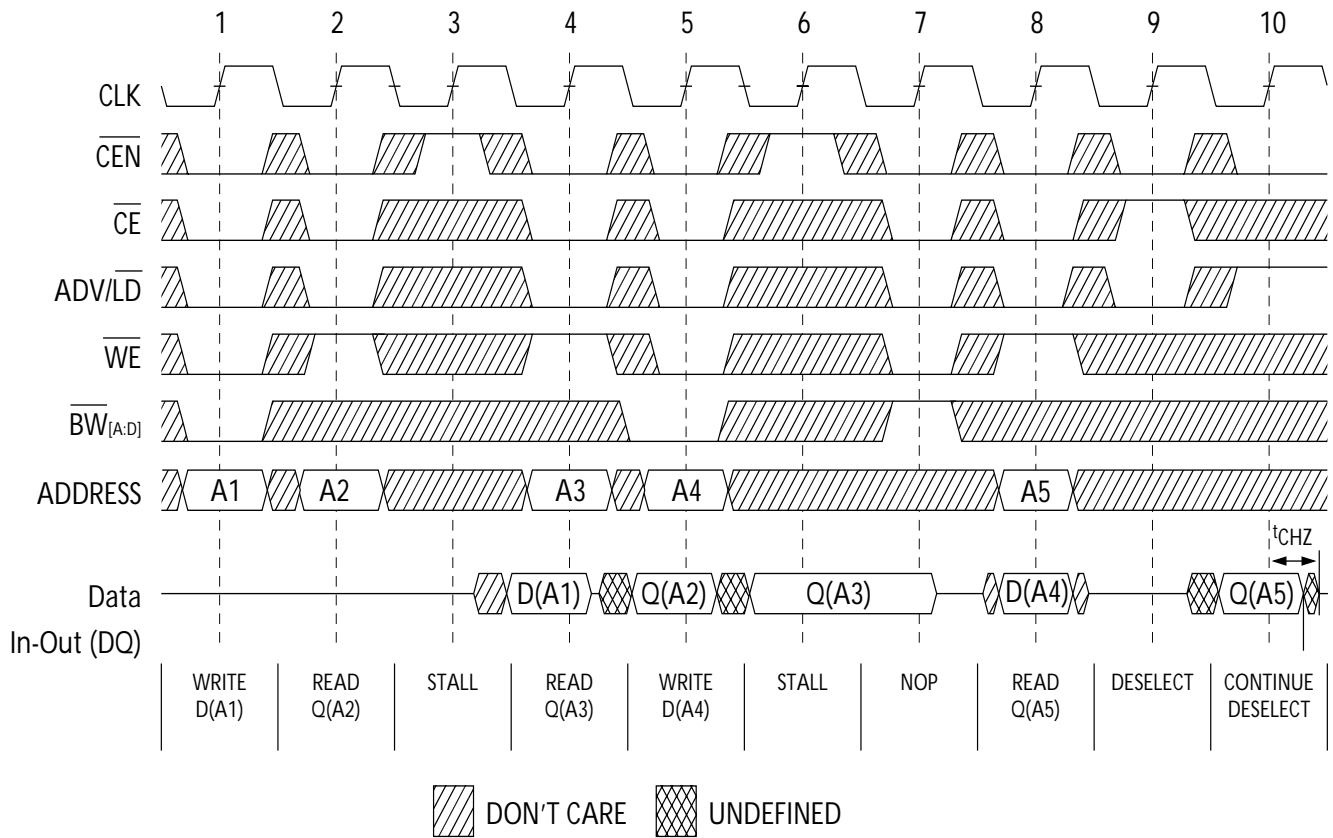 1 2 3 4 5 6 7 8 9 10
CLK
CEN
CE
ADV/LD
WE
BW[A:D]
ADDRESS A1 A2 A3 A4 A5
tCHZ
Data D(A1) Q(A2) Q(A3) D(A4) Q(A5)
In-Out (DQ)
WRITE READ STALL READ WRITE STALL NOP READ DESELECT CONTINUE
D(A1) Q(A2) Q(A3) D(A4) Q(A5) DESELECT
DON'T CARE UNDEFINED